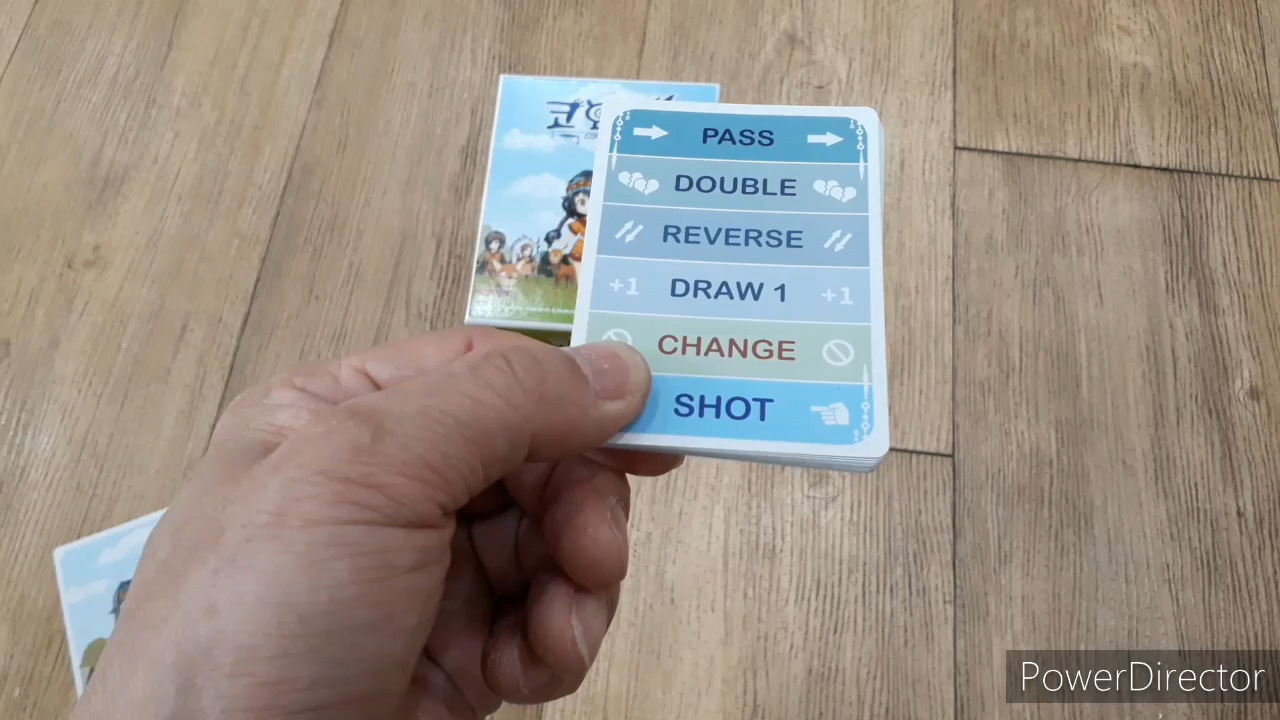 PASS
DOUBLE
REVERSE
+1 DRAW 1 +1
CHANGE
SHOT
PowerDirector